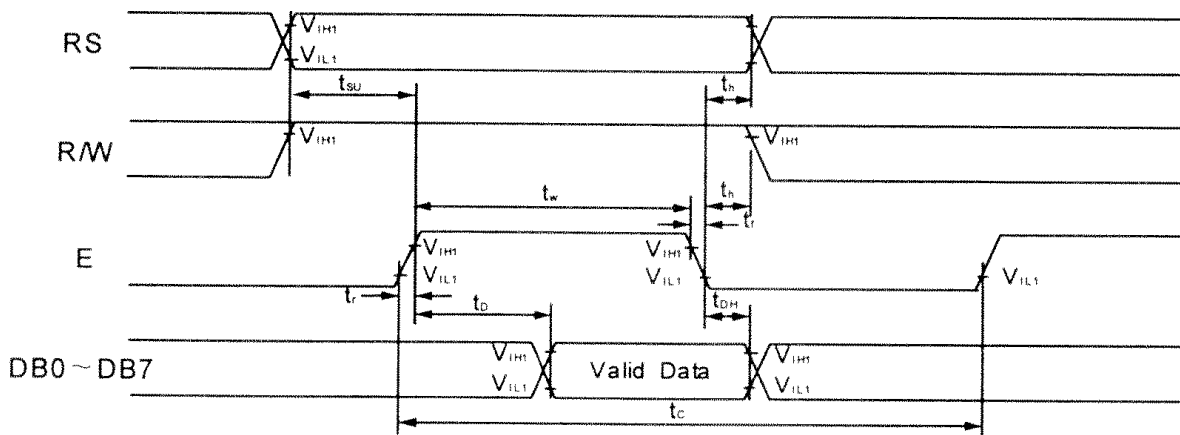 RS
VIH1
VIL1
tSU
th
R/W
VIH1
VIH1
tw
th
tf
E
VIH1
VIL1
VIH1
VIL1
VIL1
tr
tD
tDH
DB0~DB7
VIH1
VIL1
Valid Data
VIH1
VIL1
tC